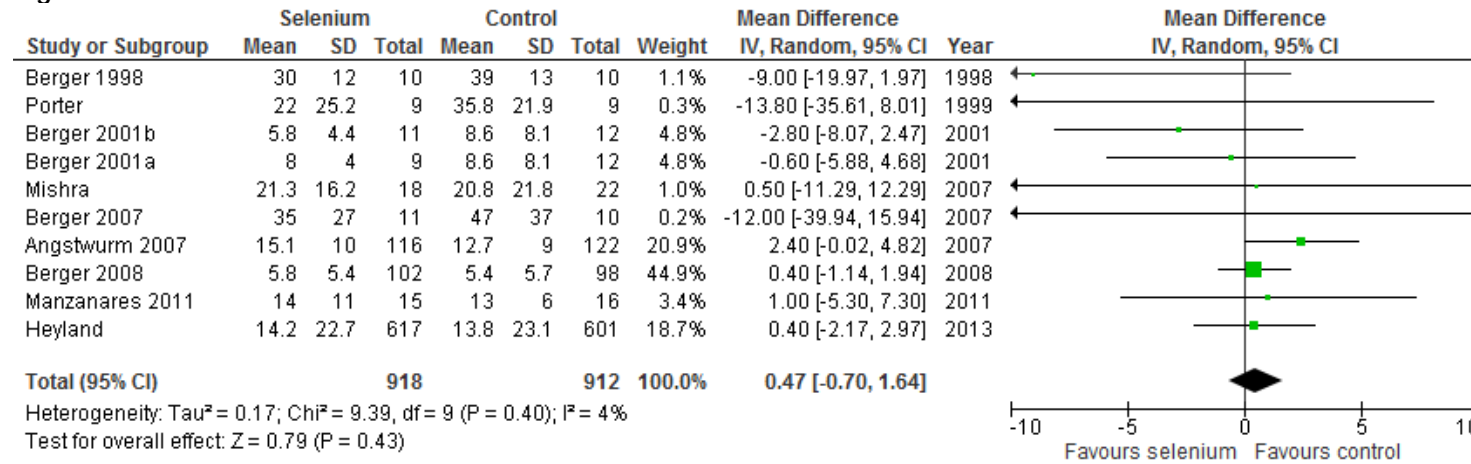 Selenium Control Mean Difference Mean Difference
Study or Subgroup Mean SD Total Mean SD Total Weight IV, Random, 95% CI Year IV, Random, 95% CI
Berger 1998 30 12 10 39 13 10 1.1% -9.00 [-19.97, 1.97] 1998
Porter 22 25.2 9 35.8 21.9 9 0.3% -13.80 [-35.61, 8.01] 1999
Berger 2001b 5.8 4.4 11 8.6 8.1 12 4.8% -2.80 [-8.07, 2.47] 2001
Berger 2001a 8 4 9 8.6 8.1 12 4.8% -0.60 [-5.88, 4.68] 2001
Mishra 21.3 16.2 18 20.8 21.8 22 1.0% 0.50 [-11.29, 12.29] 2007
Berger 2007 35 27 11 47 37 10 0.2% -12.00 [-39.94, 15.94] 2007
Angstwurm 2007 15.1 10 116 12.7 9 122 20.9% 2.40 [-0.02, 4.82] 2007
Berger 2008 5.8 5.4 102 5.4 5.7 98 44.9% 0.40 [-1.14, 1.94] 2008
Manzanares 2011 14 11 15 13 6 16 3.4% 1.00 [-5.30, 7.30] 2011
Heyland 14.2 22.7 617 13.8 23.1 601 18.7% 0.40 [-2.17, 2.97] 2013
Total (95% CI) 918 912 100.0% 0.47 [-0.70, 1.64]
Heterogeneity: Tau² = 0.17; Chi² = 9.39, df = 9 (P = 0.40); I² = 4%
Test for overall effect: Z = 0.79 (P = 0.43)
-10 -5 0 5 10
Favours selenium Favours control